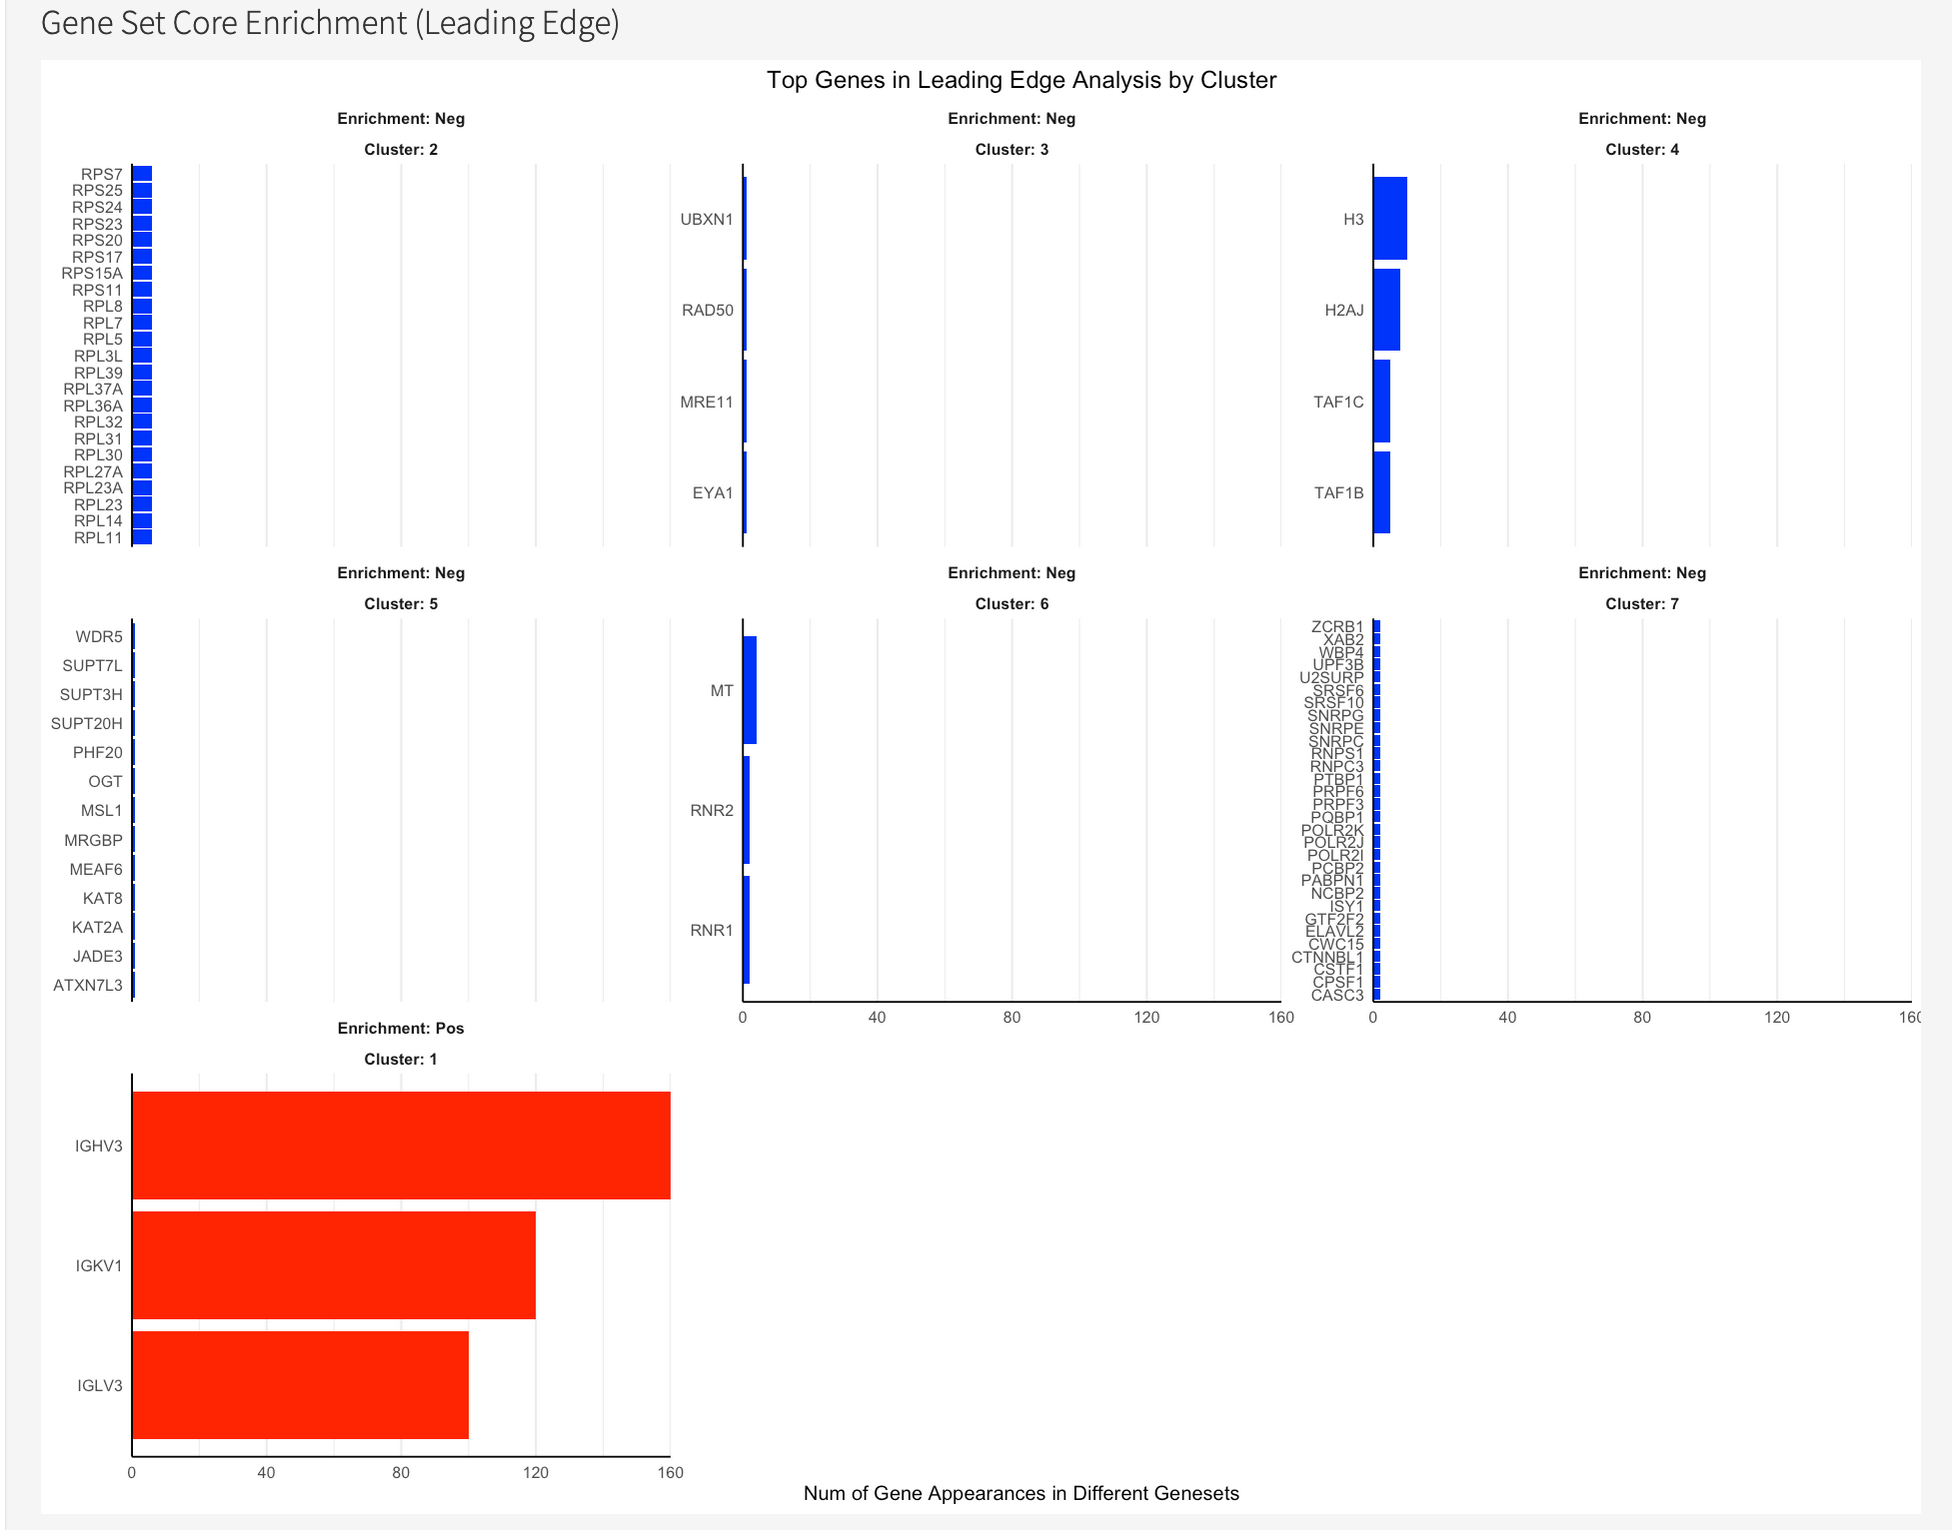 Gene Set Core Enrichment (Leading Edge)
Top Genes in Leading Edge Analysis by Cluster
Enrichment: Neg
Cluster: 2
RPS7
RPS25
RPS24
RPS23
RPS20
RPS17
RPS15A
RPS11
RPL8
RPL7
RPL5
RPL3L
RPL39
RPL37A
RPL36A
RPL32
RPL31
RPL30
RPL27A
RPL23A
RPL23
RPL14
RPL11
Enrichment: Neg
Cluster: 3
UBXN1
RAD50
MRE11
EYA1
Enrichment: Neg
Cluster: 4
H3
H2AJ
TAF1C
TAF1B
Enrichment: Neg
Cluster: 5
WDR5
SUPT7L
SUPT3H
SUPT20H
PHF20
OGT
MSL1
MRGBP
MEAF6
KAT8
KAT2A
JADE3
ATXN7L3
Enrichment: Neg
Cluster: 6
MT
RNR2
RNR1
0 40 80 120 160
Enrichment: Neg
Cluster: 7
ZCRB1
XAB2
WBP4
UPF3B
U2SURP
SRSF6
SRSF10
SNRPG
SNRPE
SNRPC
RNPS1
RNPC3
PTBP1
PRPF6
PRPF3
PQBP1
POLR2K
POLR2J
POLR2I
PCBP2
PABPN1
NCBP2
ISY1
GTF2F2
ELAVL2
CWC15
CTNNBL1
CSTF1
CPSF1
CASC3
0 40 80 120 160
Enrichment: Pos
Cluster: 1
IGHV3
IGKV1
IGLV3
0 40 80 120 160
Num of Gene Appearances in Different Genesets